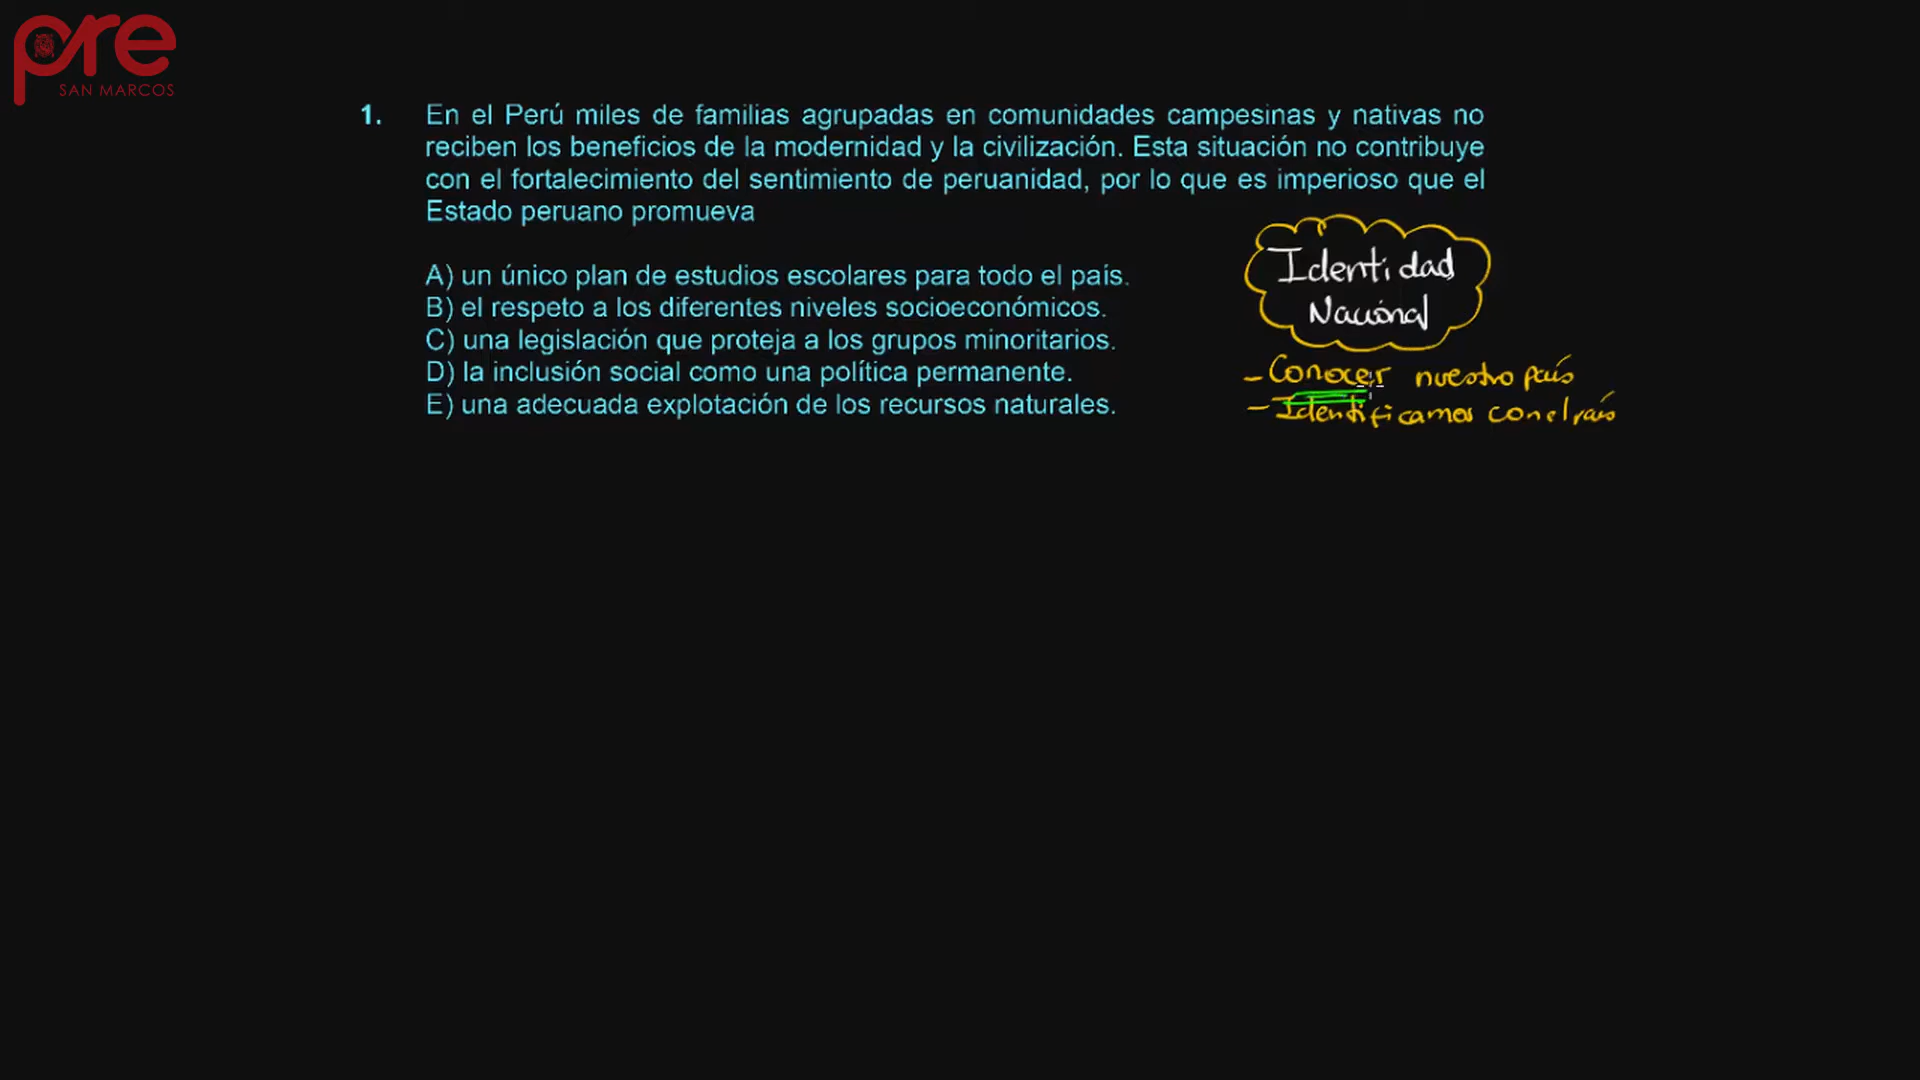 pre
SAN MARCOS
1. En el Perú miles de familias agrupadas en comunidades campesinas y nativas no
reciben los beneficios de la modernidad y la civilización. Esta situación no contribuye
con el fortalecimiento del sentimiento de peruanidad, por lo que es imperioso que el
Estado peruano promueva
A) un único plan de estudios escolares para todo el país.
B) el respeto a los diferentes niveles socioeconómicos.
C) una legislación que proteja a los grupos minoritarios.
D) la inclusión social como una política permanente.
E) una adecuada explotación de los recursos naturales.
Identidad
Nacional
- Conocer nuestro país
- Identificarnos con el país